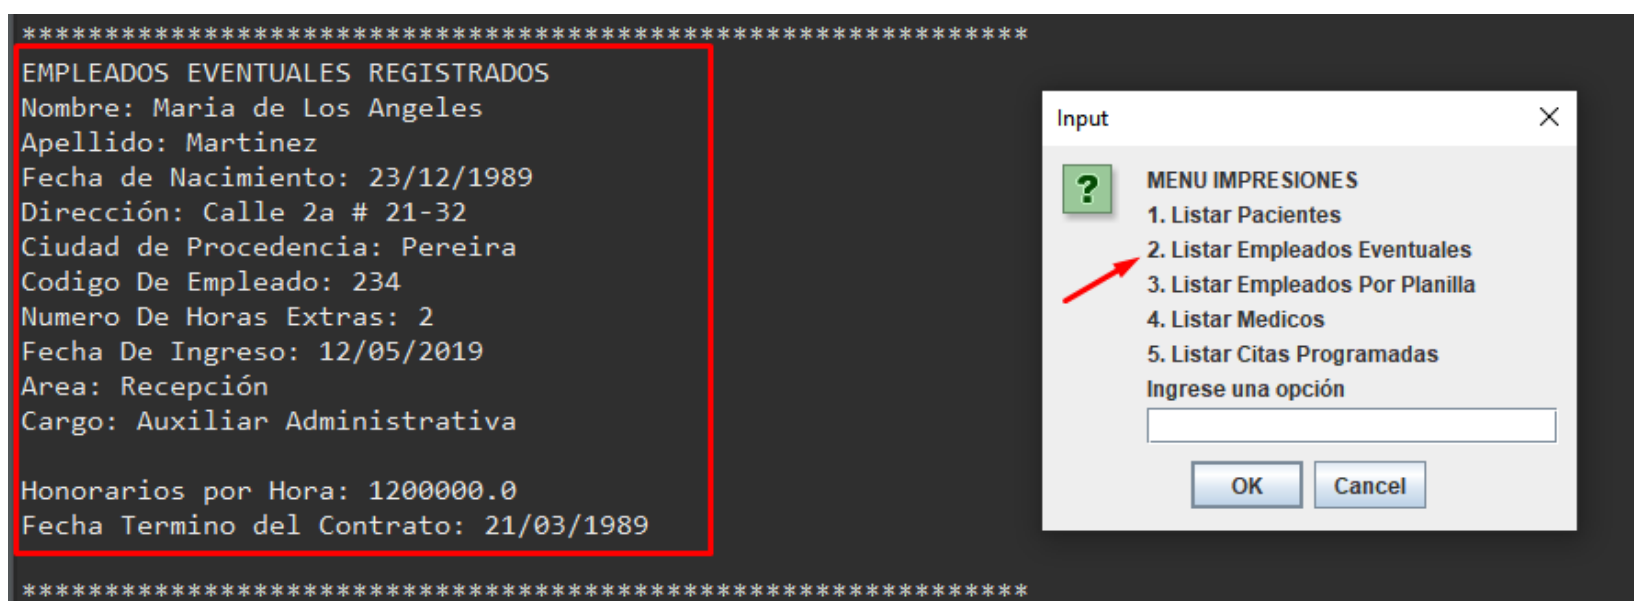 *************************************************************
EMPLEADOS EVENTUALES REGISTRADOS
Nombre: Maria de Los Angeles
Apellido: Martinez
Fecha de Nacimiento: 23/12/1989
Dirección: Calle 2a # 21-32
Ciudad de Procedencia: Pereira
Codigo De Empleado: 234
Numero De Horas Extras: 2
Fecha De Ingreso: 12/05/2019
Area: Recepción
Cargo: Auxiliar Administrativa
Honorarios por Hora: 1200000.0
Fecha Termino del Contrato: 21/03/1989
*************************************************************
Input
MENU IMPRESIONES
1. Listar Pacientes
2. Listar Empleados Eventuales
3. Listar Empleados Por Planilla
4. Listar Medicos
5. Listar Citas Programadas
Ingrese una opción
OK Cancel